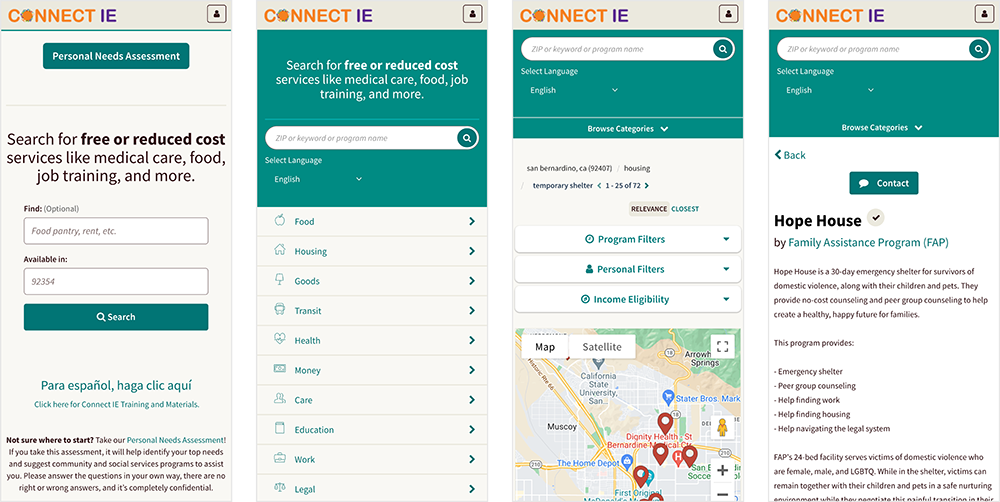 CONNECT IE
Personal Needs Assessment
Search for free or reduced cost
services like medical care, food,
job training, and more.
Find: (Optional)
Food pantry, rent, etc.
Available in:
92354
Search
Para español, haga clic aquí
Click here for Connect IE Training and Materials.
Not sure where to start? Take our Personal Needs Assessment!
If you take this assessment, it will help identify your top needs
and suggest community and social services programs to assist
you. Please answer the questions in your own way, there are no
right or wrong answers, and it's completely confidential.
CONNECT IE
Search for free or reduced cost
services like medical care, food, job
training, and more.
ZIP or keyword or program name
Select Language
English
Food
Housing
Goods
Transit
Health
Money
Care
Education
Work
Legal
CONNECT IE
ZIP or keyword or program name
Select Language
English
Browse Categories
san bernardino, ca (92407) / housing
/ temporary shelter < 1 - 25 of 72 >
RELEVANCE CLOSEST
Program Filters
Personal Filters
Income Eligibility
Map Satellite
Arrowh
Springs
California
State
University,
San...
Stater Bros. Mark
Muscoy
Dignity Health - St
Bernardine Medical Ctr
The Home Depot
First Original
McDonald's Museum
Soccer
CONNECT IE
ZIP or keyword or program name
Select Language
English
Browse Categories
Back
Contact
Hope House
by Family Assistance Program (FAP)
Hope House is a 30-day emergency shelter for survivors of
domestic violence, along with their children and pets. They
provide no-cost counseling and peer group counseling to help
create a healthy, happy future for families.
This program provides:
- Emergency shelter
- Peer group counseling
- Help finding work
- Help finding housing
- Help navigating the legal system
FAP's 24-bed facility serves victims of domestic violence who
are female, male, and LGBTQ. While in the shelter, victims can
remain together with their children and pets in a safe nurturing
environment while they negotiate this painful transition in their